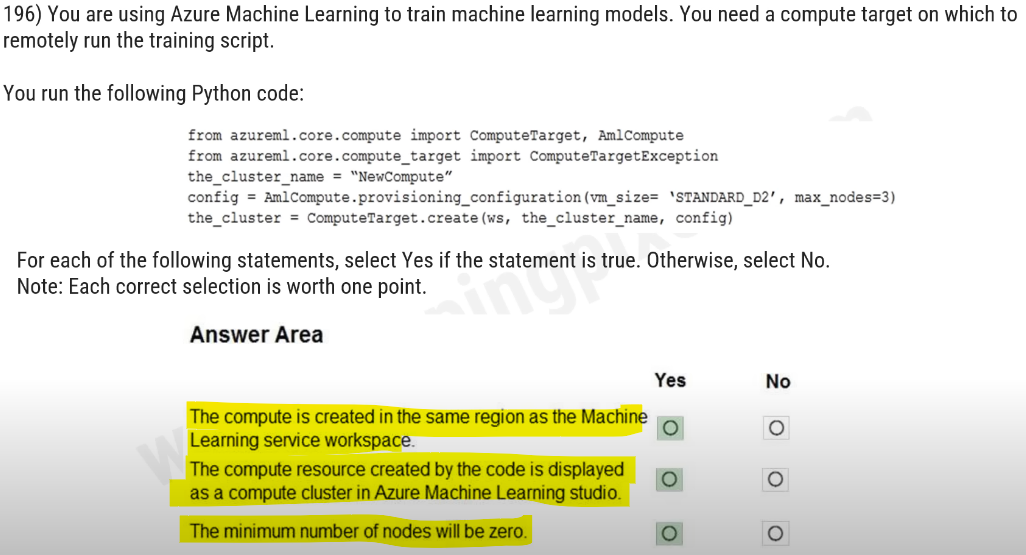 196) You are using Azure Machine Learning to train machine learning models. You need a compute target on which to
remotely run the training script.
You run the following Python code:
from azureml.core.compute import ComputeTarget, AmlCompute
from azureml.core.compute_target import ComputeTargetException
the_cluster_name = “NewCompute”
config = AmlCompute.provisioning_configuration(vm_size= ‘STANDARD_D2’, max_nodes=3)
the_cluster = ComputeTarget.create(ws, the_cluster_name, config)
For each of the following statements, select Yes if the statement is true. Otherwise, select No.
Note: Each correct selection is worth one point.
Answer Area
Yes No
The compute is created in the same region as the Machine
Learning service workspace.
The compute resource created by the code is displayed
as a compute cluster in Azure Machine Learning studio.
The minimum number of nodes will be zero.